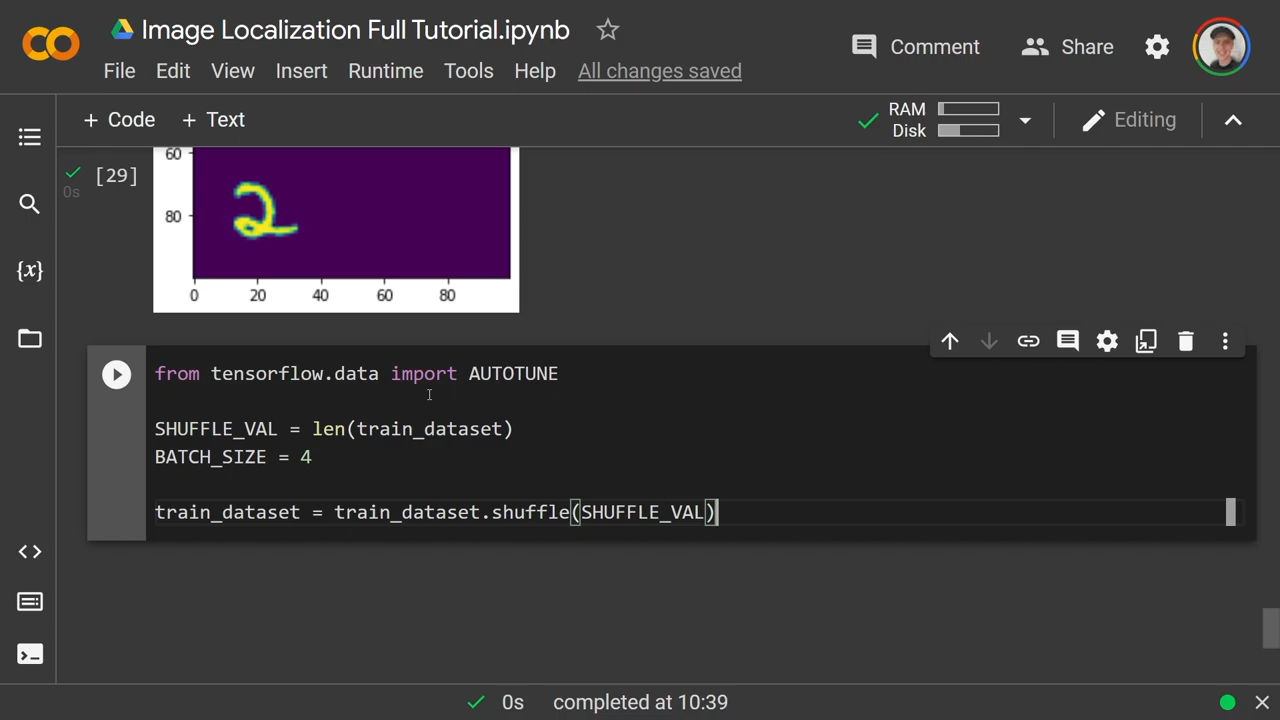 Image Localization Full Tutorial.ipynb
Comment
Share
File Edit View Insert Runtime Tools Help All changes saved
+ Code + Text
RAM
Disk
Editing
60
[29]
0s
80
0 20 40 60 80
from tensorflow.data import AUTOTUNE
SHUFFLE_VAL = len(train_dataset)
BATCH_SIZE = 4
train_dataset = train_dataset.shuffle(SHUFFLE_VAL)
0s completed at 10:39